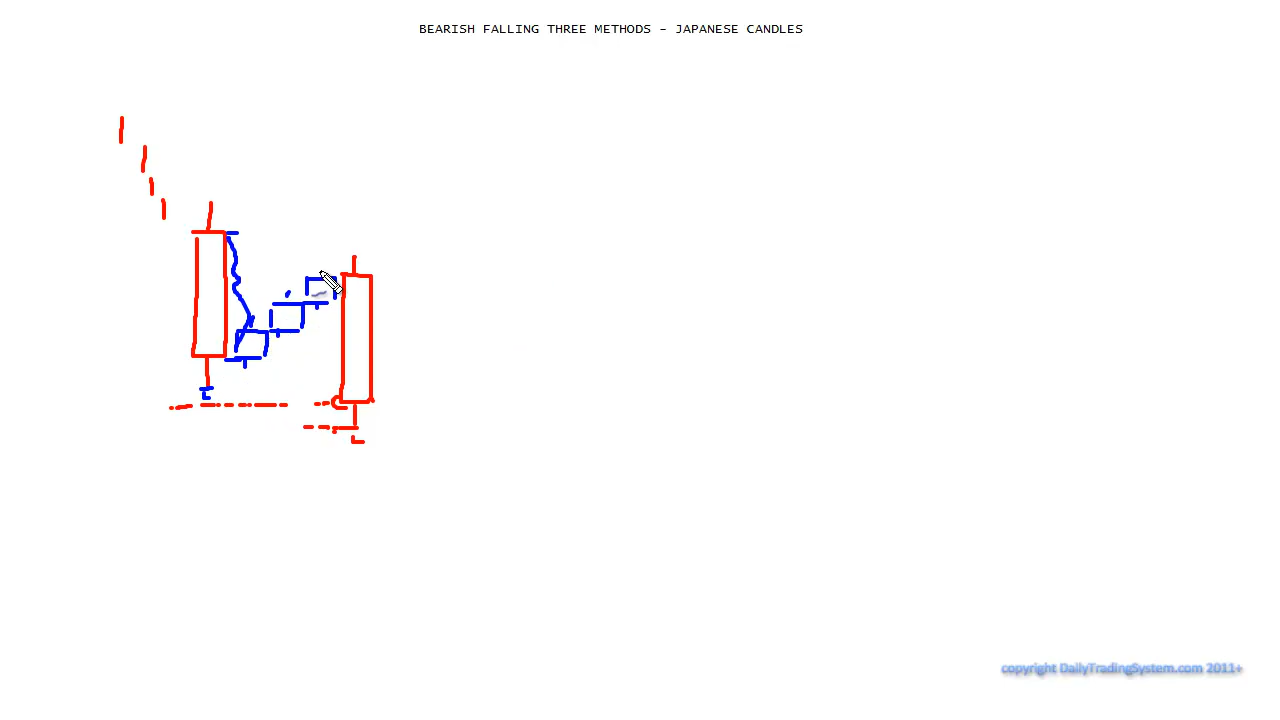 BEARISH FALLING THREE METHODS - JAPANESE CANDLES
copyright DailyTradingSystem.com 2011+